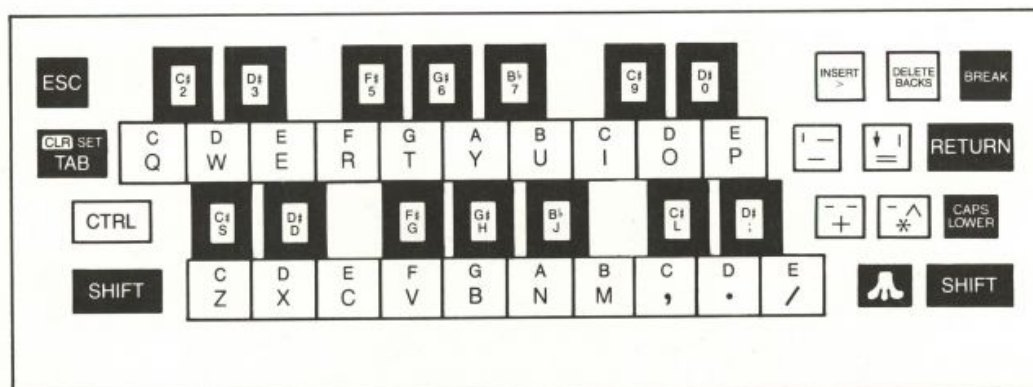 C♯ D♯ F♯ G♯ B♭ C♯ D♯ INSERT DELETE
ESC 2 3 5 6 7 9 0 > BACKS BREAK
CLR SET C D E F G A B C D E ' — ↓ |
TAB Q W E R T Y U I O P — = RETURN
C♯ D♯ F♯ G♯ B♭ C♯ D♯ - - - ^ CAPS
CTRL S D G H J L ; + * LOWER
C D E F G A B C D E
SHIFT Z X C V B N M , . / SHIFT